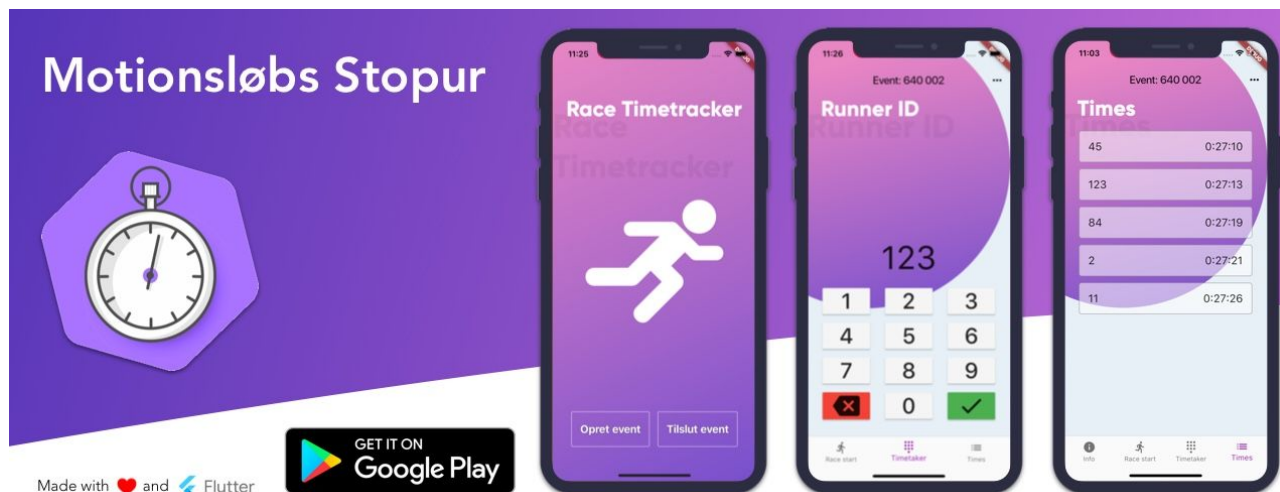 Motionsløbs Stopur
Made with and Flutter
GET IT ON
Google Play
11:25
Race Timetracker
Race
Timetracker
Opret event
Tilslut event
11:26
Event: 640 002
Runner ID
Runner ID
123
1 2 3
4 5 6
7 8 9
0
Race start Timetaker Times
11:03
Event: 640 002
Times
Times
45 0:27:10
123 0:27:13
84 0:27:19
2 0:27:21
11 0:27:26
Info Race start Timetaker Times